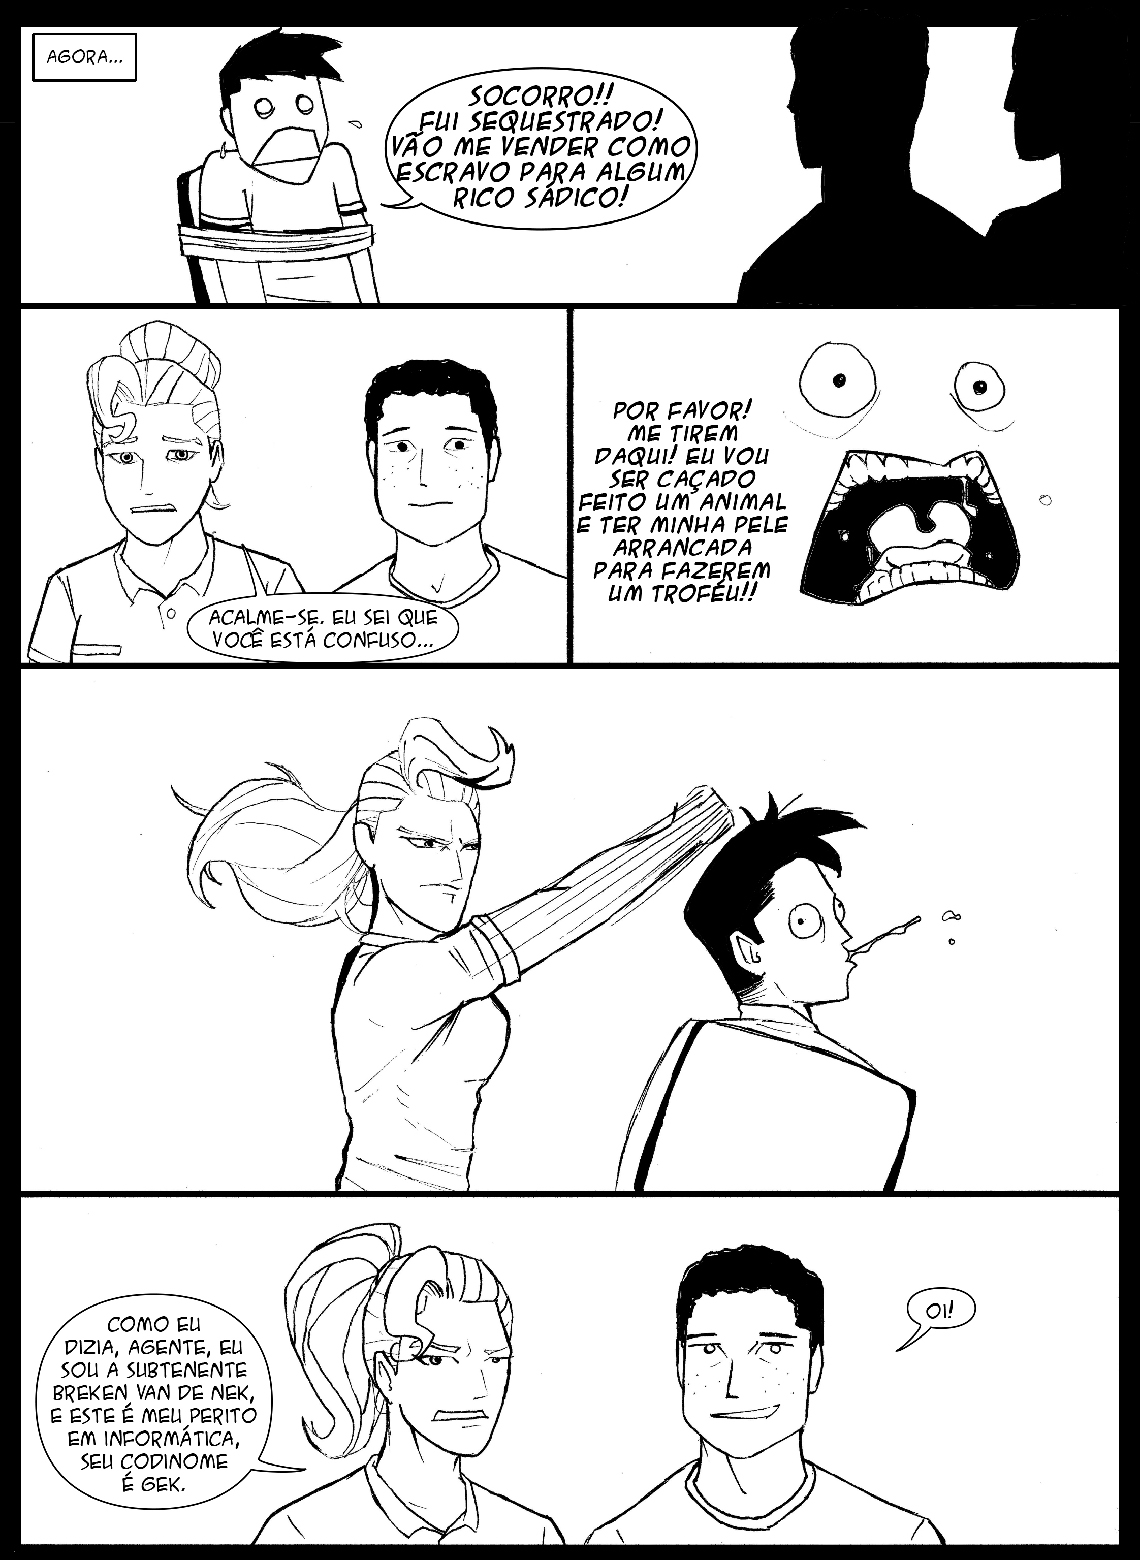 AGORA...
SOCORRO!!
FUI SEQUESTRADO!
VÃO ME VENDER COMO
ESCRAVO PARA ALGUM
RICO SÁDICO!
ACALME-SE. EU SEI QUE
VOCÊ ESTÁ CONFUSO...
POR FAVOR!
ME TIREM
DAQUI! EU VOU
SER CAÇADO
FEITO UM ANIMAL
E TER MINHA PELE
ARRANCADA
PARA FAZEREM
UM TROFÉU!!
COMO EU
DIZIA, AGENTE, EU
SOU A SUBTENENTE
BREKEN VAN DE NEK,
E ESTE É MEU PERITO
EM INFORMÁTICA,
SEU CODINOME
É GEK.
OI!